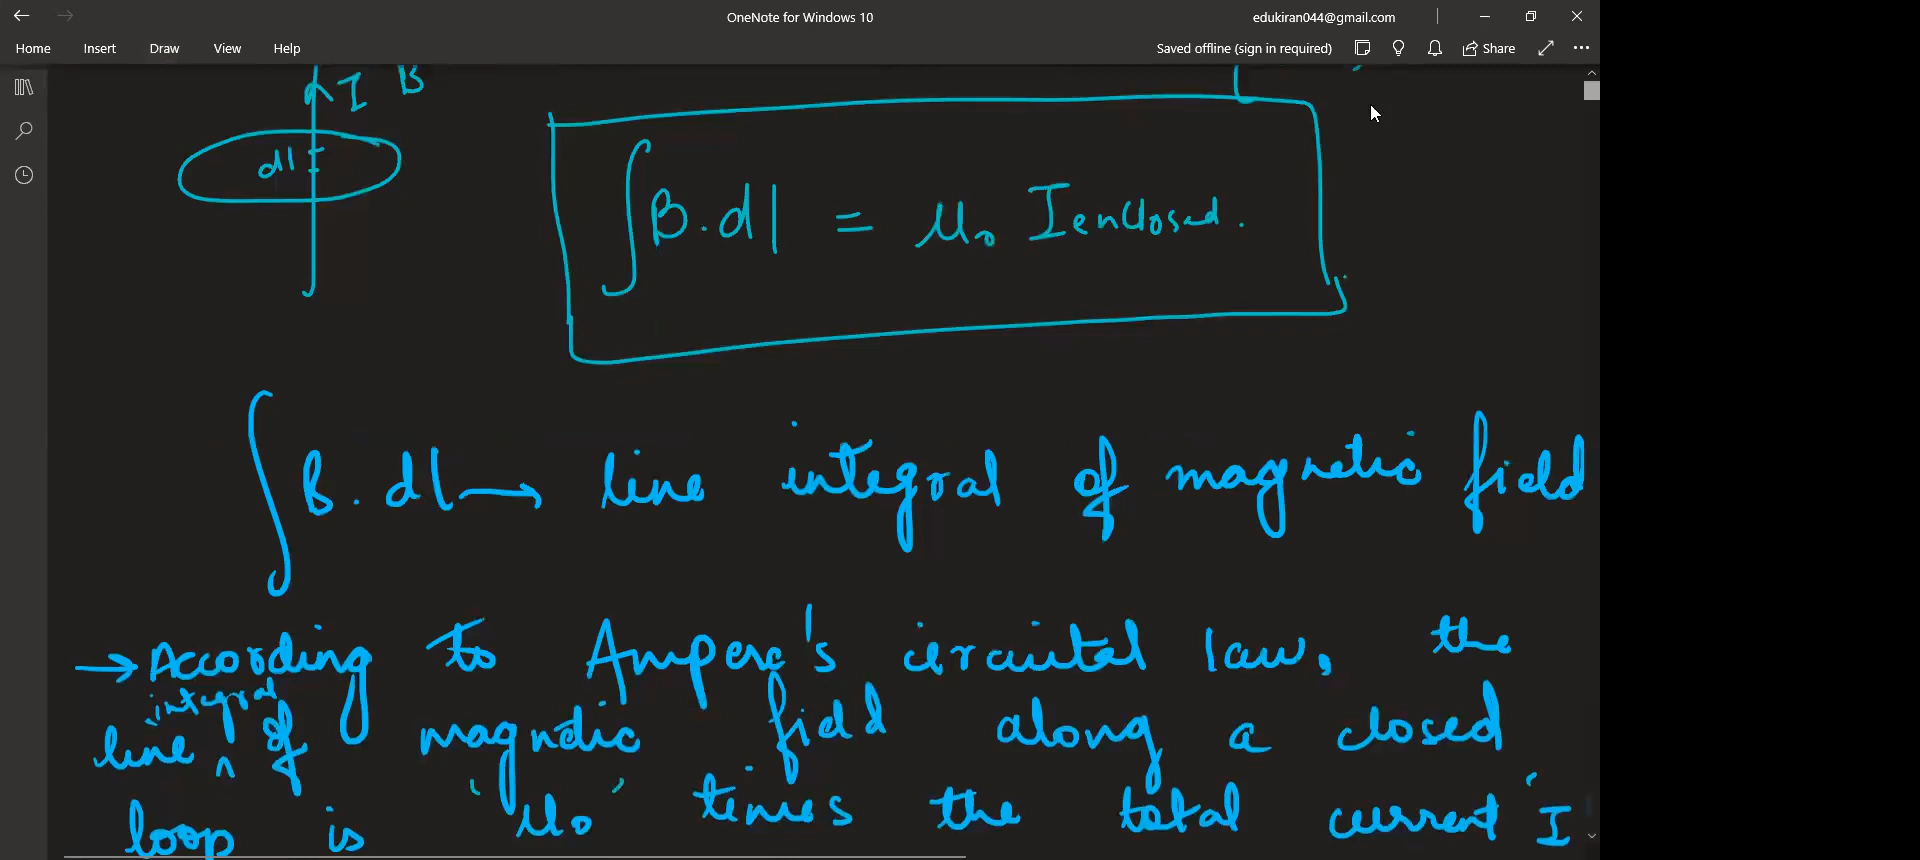 OneNote for Windows 10
edukiran044@gmail.com
Home Insert Draw View Help
Saved offline (sign in required) Share
I B
dl
∫B.dl = μ₀ Ienclosed.
∫B.dl → line integral of magnetic field
→ According to Ampere's circuital law, the
integral
line ^ of magnetic field along a closed
loop is 'μ₀' times the total current 'I